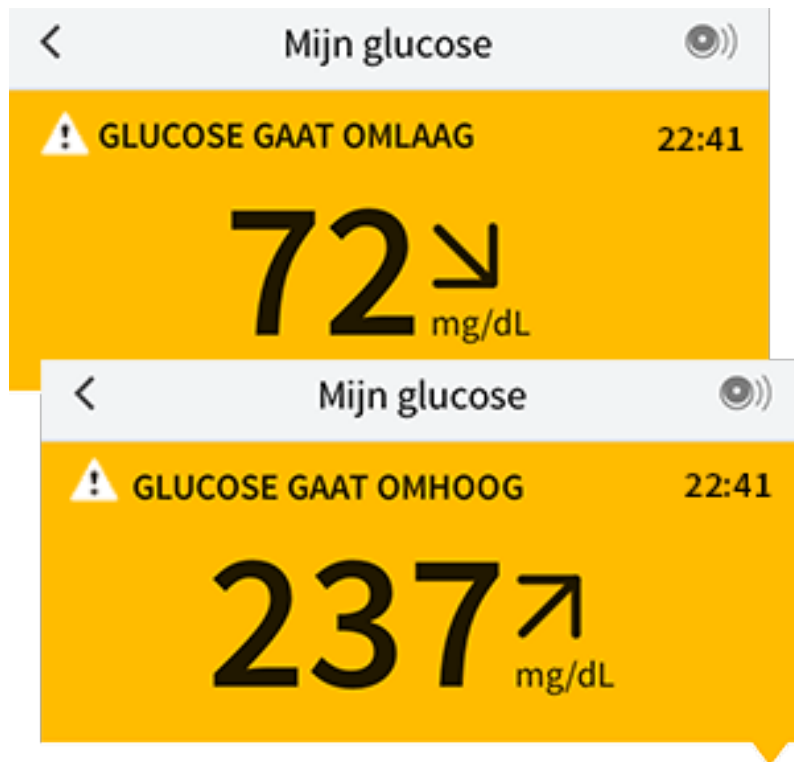 Mijn glucose
GLUCOSE GAAT OMLAAG 22:41
72
mg/dL
Mijn glucose
GLUCOSE GAAT OMHOOG 22:41
237
mg/dL